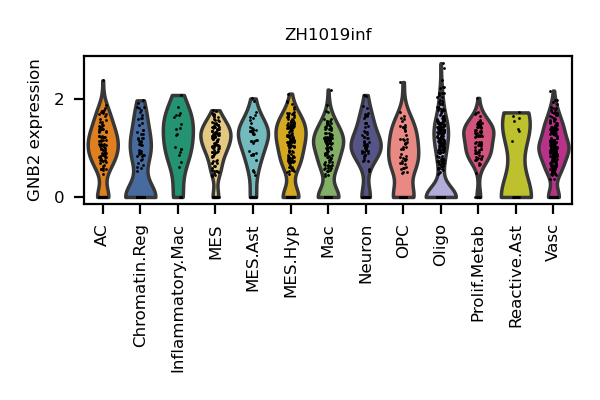 ZH1019inf
GNB2 expression
2
0
AC
Chromatin.Reg
Inflammatory.Mac
MES
MES.Ast
MES.Hyp
Mac
Neuron
OPC
Oligo
Prolif.Metab
Reactive.Ast
Vasc